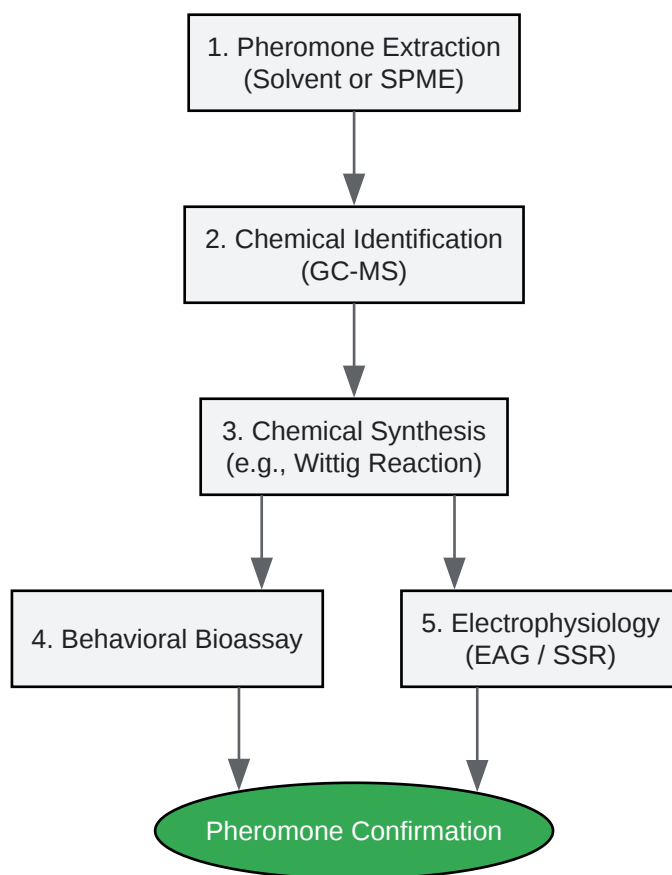 1. Pheromone Extraction
(Solvent or SPME)
2. Chemical Identification
(GC-MS)
3. Chemical Synthesis
(e.g., Wittig Reaction)
4. Behavioral Bioassay
5. Electrophysiology
(EAG / SSR)
Pheromone Confirmation